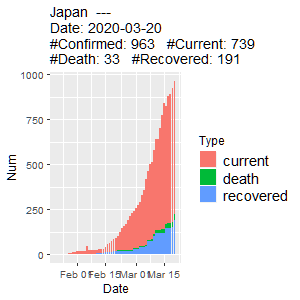 Japan  ---
Date: 2020-03-20
#Confirmed: 963   #Current: 739
#Death: 33   #Recovered: 191
1000
750
500
250
0
Num
Feb 01 Feb 15 Mar 01 Mar 15
Date
Type
current
death
recovered